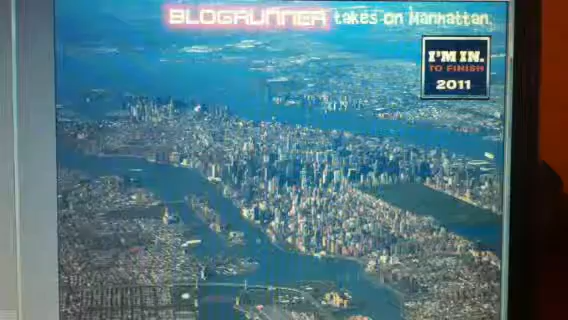 BLOGRUNNER takes on Manhattan.
I'M IN.
TO FINISH
2011